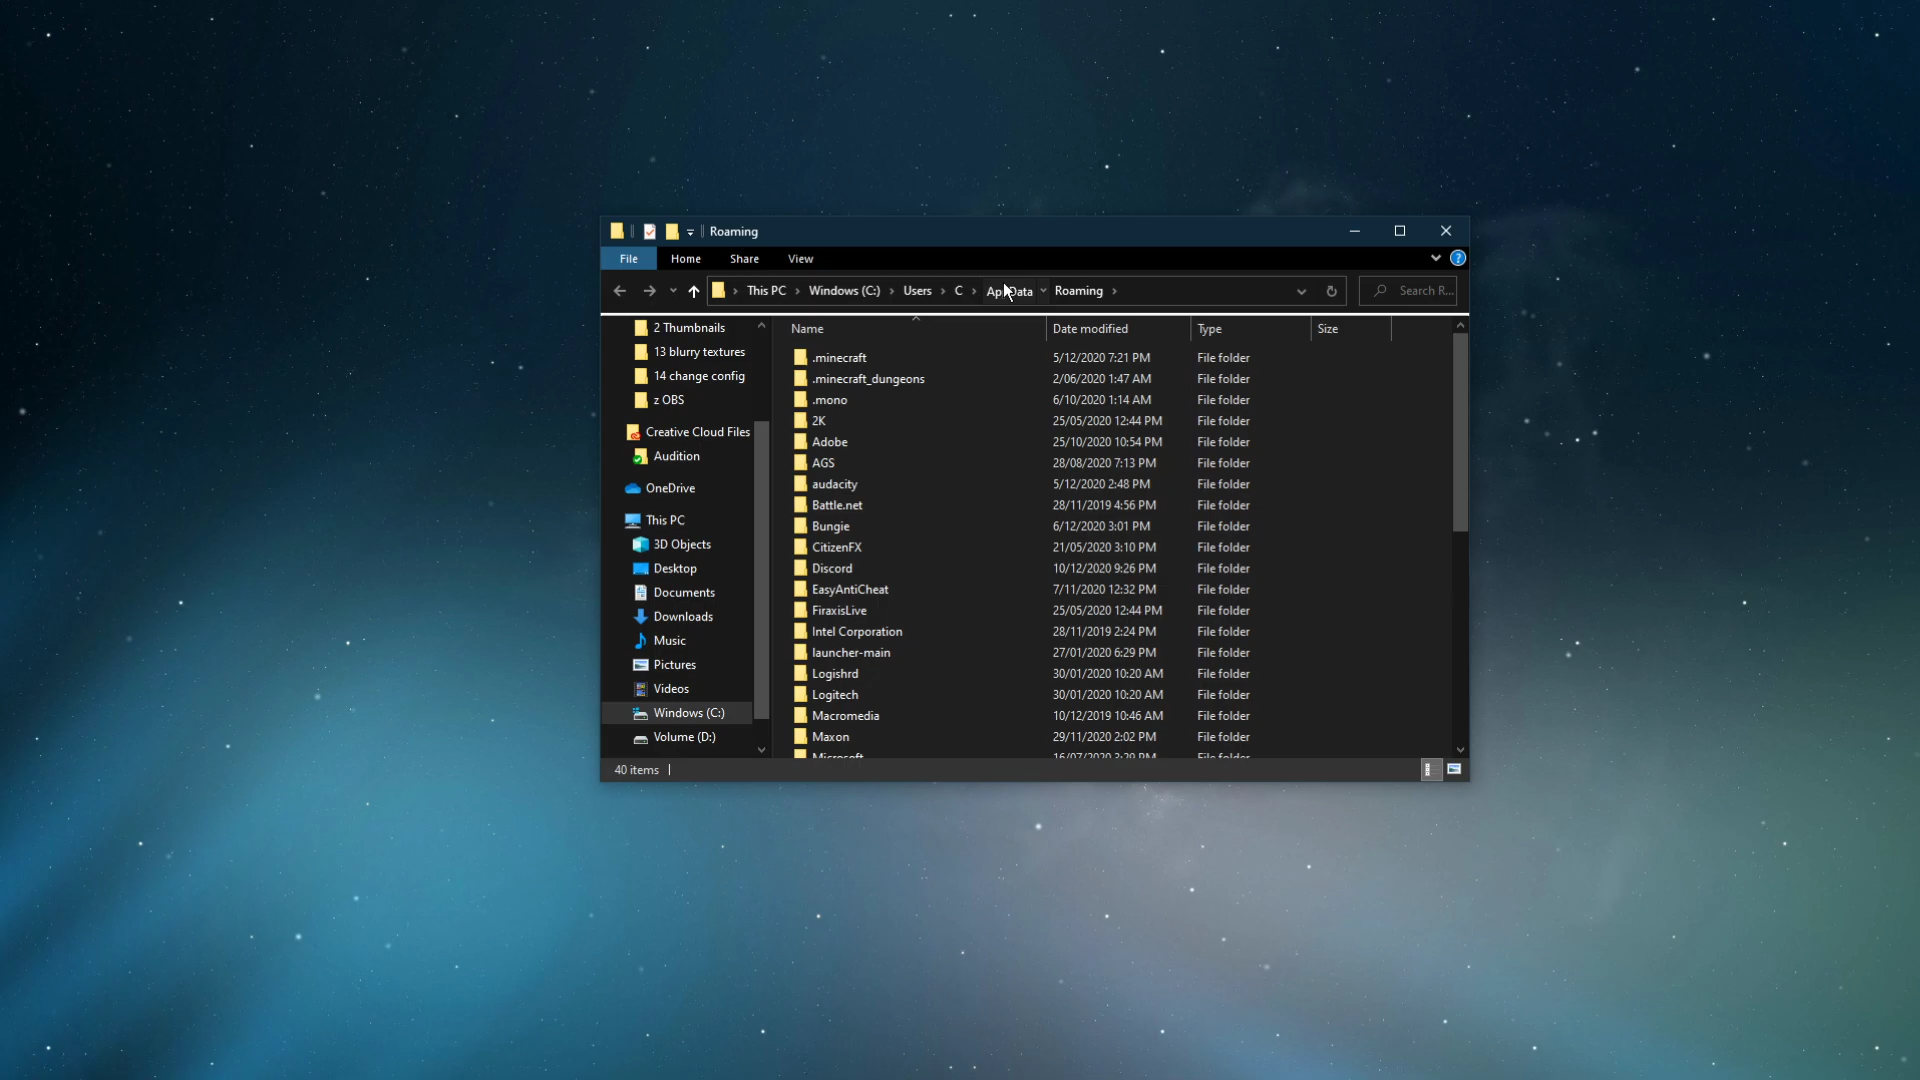 Roaming
File Home Share View
This PC Windows (C:) Users C AppData Roaming Search R...
Name Date modified Type Size
2 Thumbnails
13 blurry textures
14 change config
z OBS
Creative Cloud Files
Audition
OneDrive
This PC
3D Objects
Desktop
Documents
Downloads
Music
Pictures
Videos
Windows (C:)
Volume (D:)
.minecraft 5/12/2020 7:21 PM File folder
.minecraft_dungeons 2/06/2020 1:47 AM File folder
.mono 6/10/2020 1:14 AM File folder
2K 25/05/2020 12:44 PM File folder
Adobe 25/10/2020 10:54 PM File folder
AGS 28/08/2020 7:13 PM File folder
audacity 5/12/2020 2:48 PM File folder
Battle.net 28/11/2019 4:56 PM File folder
Bungie 6/12/2020 3:01 PM File folder
CitizenFX 21/05/2020 3:10 PM File folder
Discord 10/12/2020 9:26 PM File folder
EasyAntiCheat 7/11/2020 12:32 PM File folder
FiraxisLive 25/05/2020 12:44 PM File folder
Intel Corporation 28/11/2019 2:24 PM File folder
launcher-main 27/01/2020 6:29 PM File folder
Logishrd 30/01/2020 10:20 AM File folder
Logitech 30/01/2020 10:20 AM File folder
Macromedia 10/12/2019 10:46 AM File folder
Maxon 29/11/2020 2:02 PM File folder
Microsoft 16/07/2020 3:29 PM File folder
40 items